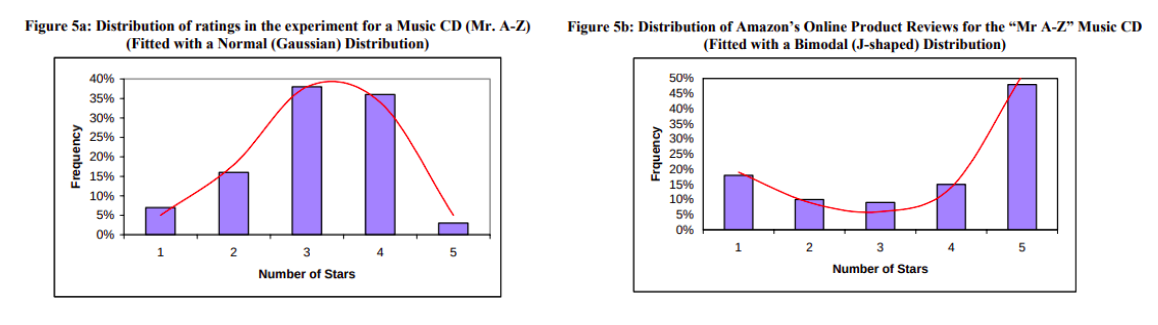 Figure 5a: Distribution of ratings in the experiment for a Music CD (Mr. A-Z)
(Fitted with a Normal (Gaussian) Distribution)
40%
35%
30%
25%
20%
15%
10%
5%
0%
Frequency
1 2 3 4 5
Number of Stars
Figure 5b: Distribution of Amazon's Online Product Reviews for the “Mr A-Z” Music CD
(Fitted with a Bimodal (J-shaped) Distribution)
50%
45%
40%
35%
30%
25%
20%
15%
10%
5%
0%
Frquency
1 2 3 4 5
Number of Stars